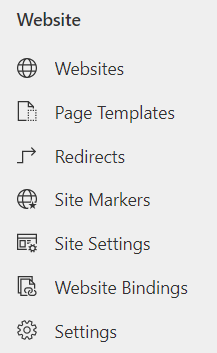 Website
Websites
Page Templates
Redirects
Site Markers
Site Settings
Website Bindings
Settings